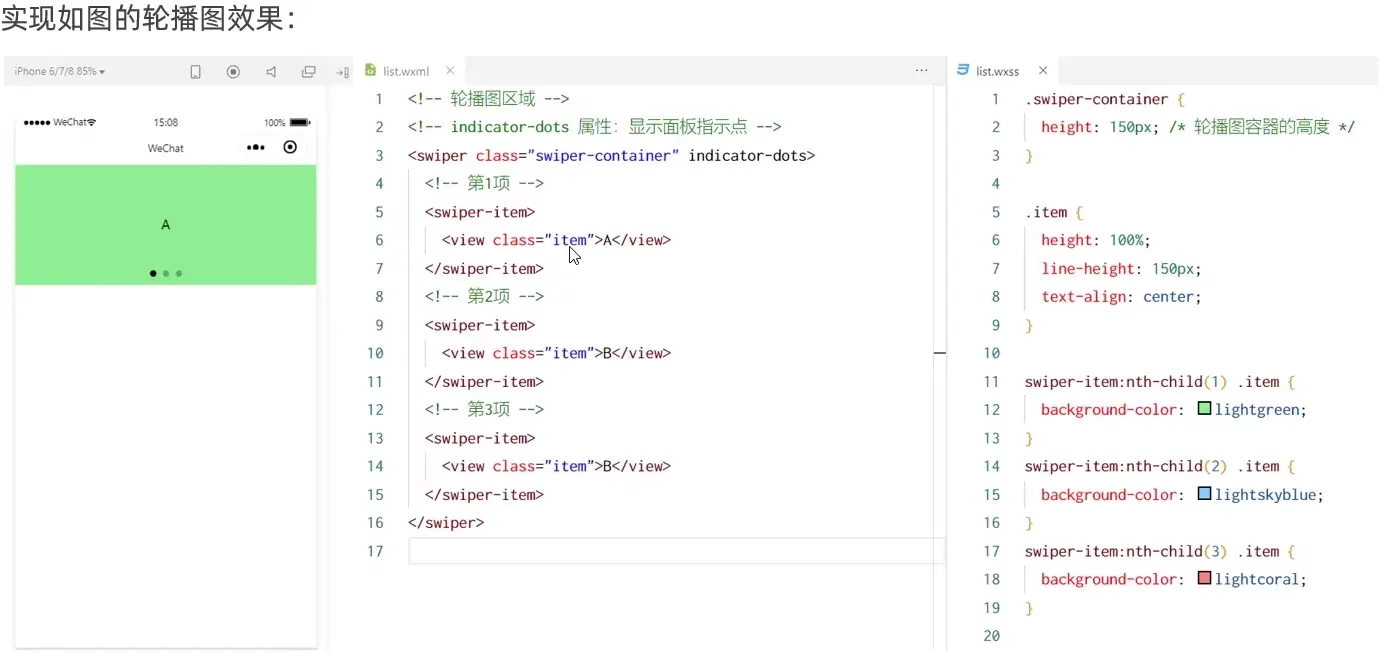 实现如图的轮播图效果：
iPhone 6/7/8 85%
WeChat
15:08
100%
WeChat
A
list.wxml
1 <!-- 轮播图区域 -->
2 <!-- indicator-dots 属性：显示面板指示点 -->
3 <swiper class="swiper-container" indicator-dots>
4 <!-- 第1项 -->
5 <swiper-item>
6 <view class="item">A</view>
7 </swiper-item>
8 <!-- 第2项 -->
9 <swiper-item>
10 <view class="item">B</view>
11 </swiper-item>
12 <!-- 第3项 -->
13 <swiper-item>
14 <view class="item">B</view>
15 </swiper-item>
16 </swiper>
17
list.wxss
1 .swiper-container {
2 height: 150px; /* 轮播图容器的高度 */
3 }
4
5 .item {
6 height: 100%;
7 line-height: 150px;
8 text-align: center;
9 }
10
11 swiper-item:nth-child(1) .item {
12 background-color: lightgreen;
13 }
14 swiper-item:nth-child(2) .item {
15 background-color: lightskyblue;
16 }
17 swiper-item:nth-child(3) .item {
18 background-color: lightcoral;
19 }
20